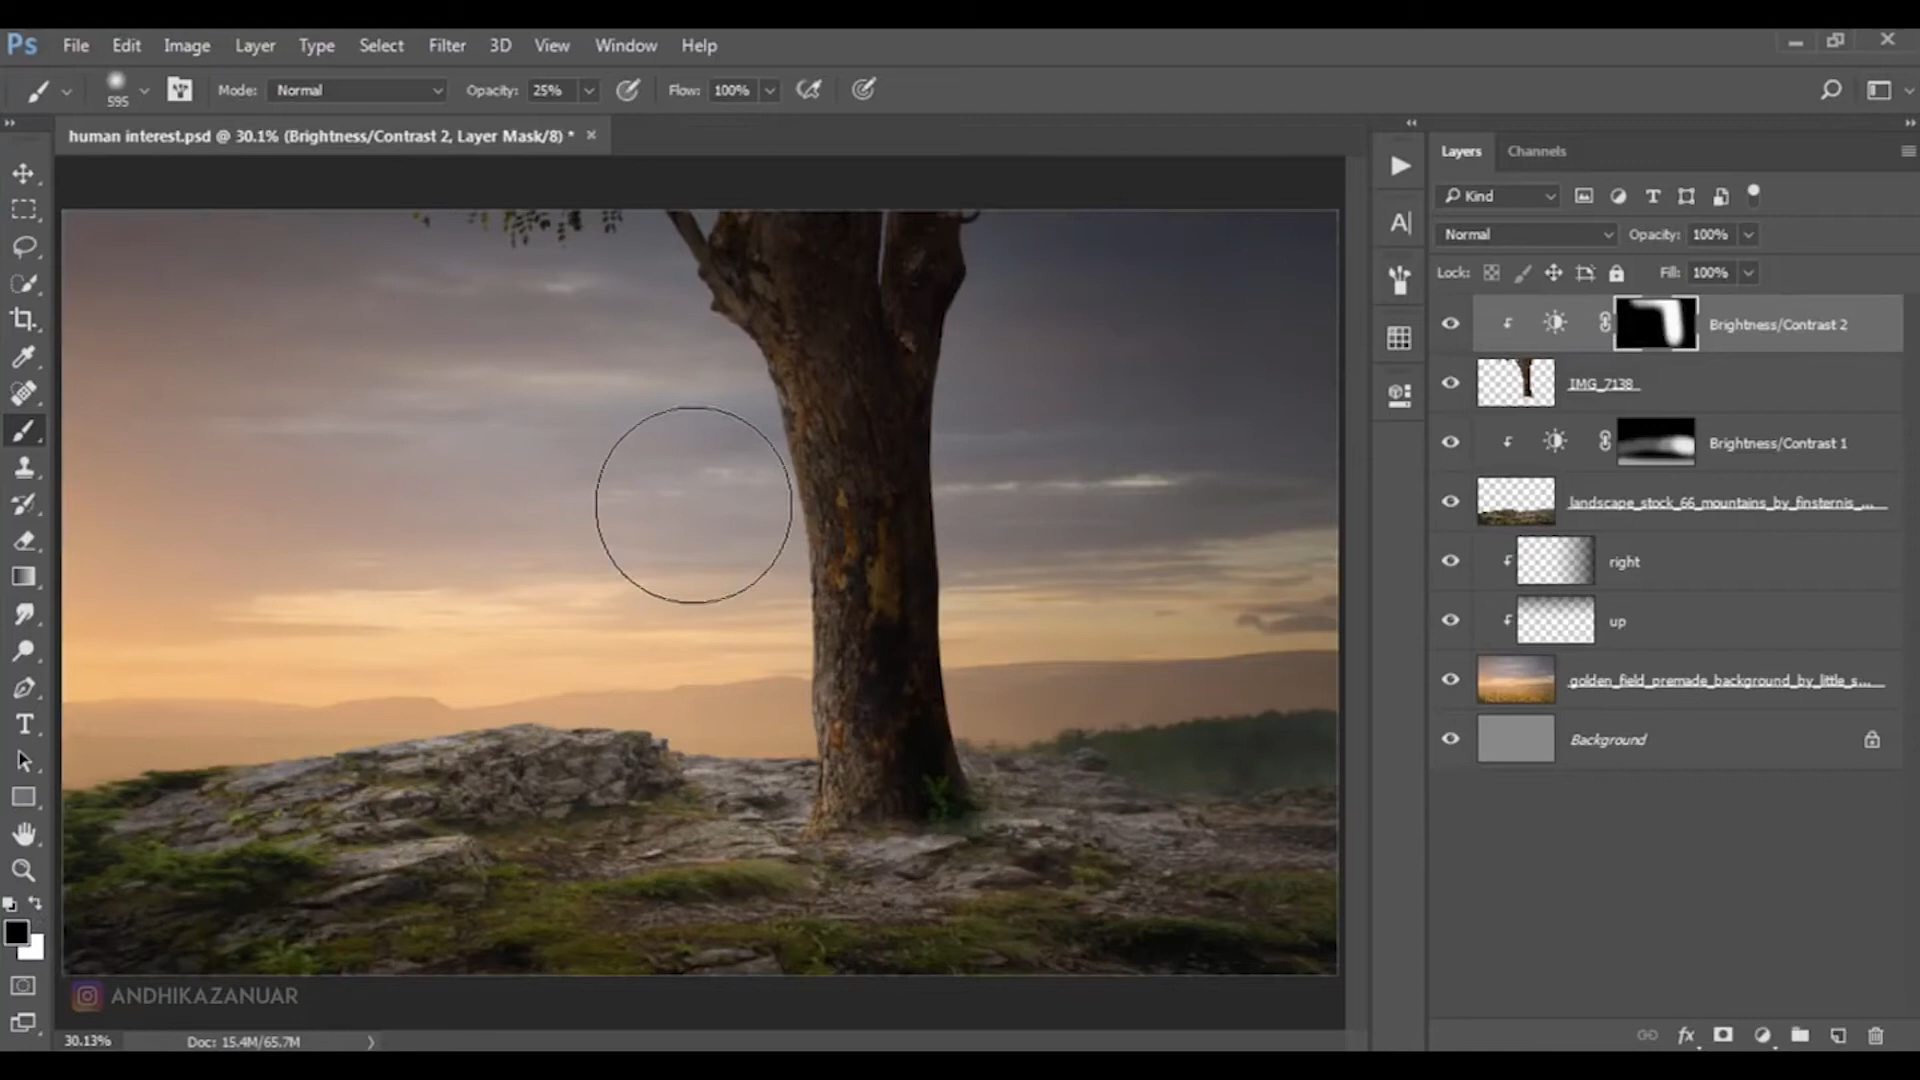 Ps File Edit Image Layer Type Select Filter 3D View Window Help
595 Mode: Normal Opacity: 25% Flow: 100%
human interest.psd @ 30.1% (Brightness/Contrast 2, Layer Mask/8) *
Layers Channels
Kind
Normal Opacity: 100%
Lock: Fill: 100%
Brightness/Contrast 2
IMG_7138
Brightness/Contrast 1
landscape_stock_66_mountains_by_finsternis_...
right
up
golden_field_premade_background_by_little_s...
Background
ANDHIKAZANUAR
30.13% Doc: 15.4M/65.7M